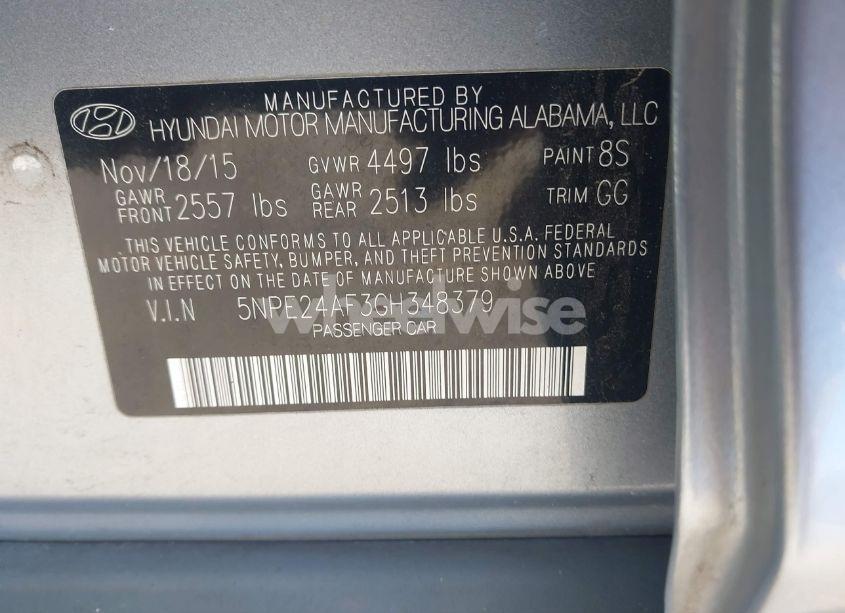 MANUFACTURED BY
HYUNDAI MOTOR MANUFACTURING ALABAMA, LLC
Nov/18/15 GVWR 4497 lbs PAINT 8S
GAWR FRONT 2557 lbs GAWR REAR 2513 lbs TRIM GG
THIS VEHICLE CONFORMS TO ALL APPLICABLE U.S.A. FEDERAL
MOTOR VEHICLE SAFETY, BUMPER, AND THEFT PREVENTION STANDARDS
IN EFFECT ON THE DATE OF MANUFACTURE SHOWN ABOVE
V.I.N 5NPE24AF3GH348379
wheelwise
PASSENGER CAR